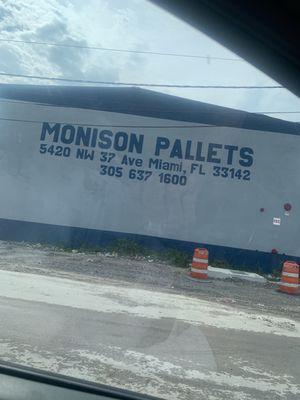 MONISON PALLETS
5420 NW 37 Ave Miami, FL 33142
305 637 1600